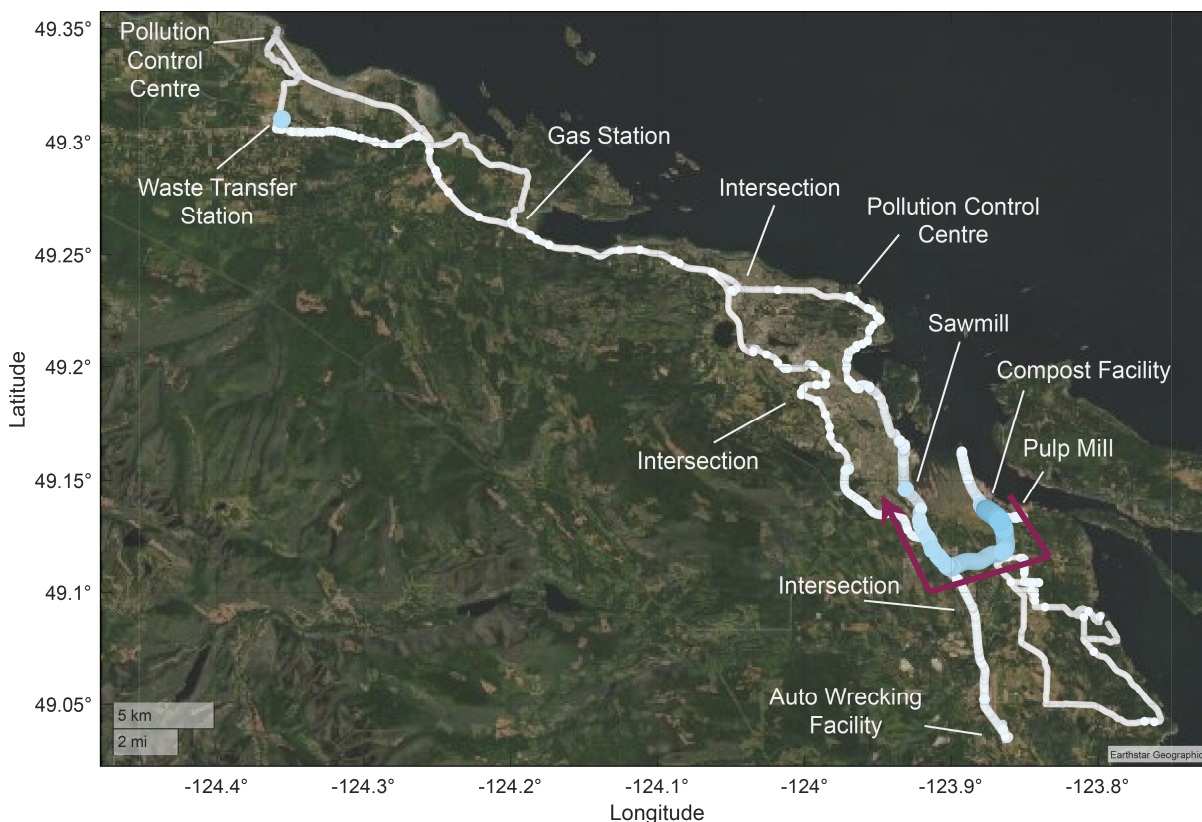 49.35°
49.3°
49.25°
49.2°
49.15°
49.1°
49.05°
Latitude
Pollution
Control
Centre
Waste Transfer
Station
Gas Station
Intersection
Pollution Control
Centre
Sawmill
Compost Facility
Pulp Mill
Intersection
Intersection
Auto Wrecking
Facility
5 km
2 mi
Earthstar Geographic
-124.4°
-124.3°
-124.2°
-124.1°
-124°
-123.9°
-123.8°
Longitude